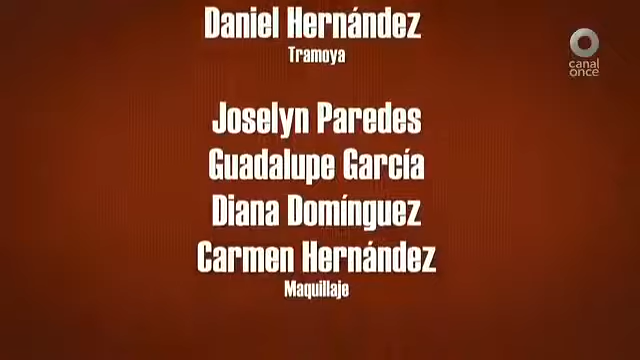 Daniel Hernández
Tramoya
canal
once
Joselyn Paredes
Guadalupe García
Diana Domínguez
Carmen Hernández
Maquillaje